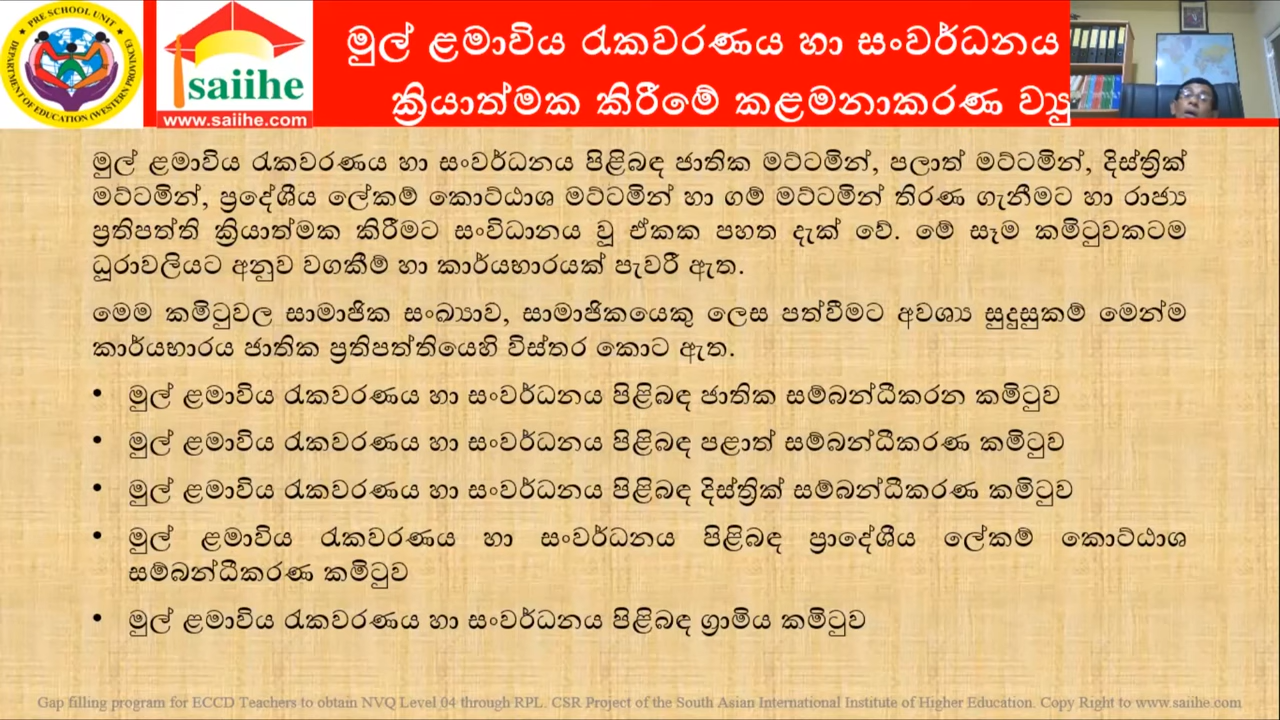 PRE SCHOOL UNIT
DEPARTMENT OF EDUCATION (WESTERN PROVINCE)
saiihe
www.saiihe.com
මුල් ළමාවිය රැකවරණය හා සංවර්ධනය
ක්‍රියාත්මක කිරීමේ කළමනාකරණ
මුල් ළමාවිය රැකවරණය හා සංවර්ධනය පිළිබඳ ජාතික මට්ටමින්, පලාත් මට්ටමින්, දිස්ත්‍රික්
මට්ටමින්, ප්‍රදේශීය ලේකම් කොට්ඨාශ මට්ටමින් හා ගම් මට්ටමින් තිරණ ගැනීමට හා රාජ්‍ය
ප්‍රතිපත්ති ක්‍රියාත්මක කිරීමට සංවිධානය වූ ඒකක පහත දැක් වේ. මේ සෑම කමිටුවකටම
ධූරාවලියට අනුව වගකීම් හා කාර්යභාරයක් පැවරී ඇත.
මෙම කමිටුවල සාමාජික සංඛ්‍යාව, සාමාජිකයෙකු ලෙස පත්වීමට අවශ්‍ය සුදුසුකම් මෙන්ම
කාර්යභාරය ජාතික ප්‍රතිපත්තියෙහි විස්තර කොට ඇත.
• මුල් ළමාවිය රැකවරණය හා සංවර්ධනය පිළිබඳ ජාතික සම්බන්ධීකරන කමිටුව
• මුල් ළමාවිය රැකවරණය හා සංවර්ධනය පිළිබඳ පළාත් සම්බන්ධීකරණ කමිටුව
• මුල් ළමාවිය රැකවරණය හා සංවර්ධනය පිළිබඳ දිස්ත්‍රික් සම්බන්ධීකරණ කමිටුව
• මුල් ළමාවිය රැකවරණය හා සංවර්ධනය පිළිබඳ ප්‍රාදේශීය ලේකම් කොට්ඨාශ
සම්බන්ධීකරණ කමිටුව
• මුල් ළමාවිය රැකවරණය හා සංවර්ධනය පිළිබඳ ග්‍රාමිය කමිටුව
Gap filling program for ECCD Teachers to obtain NVQ Level 04 through RPL. CSR Project of the South Asian International Institute of Higher Education. Copy Right to www.saiihe.com